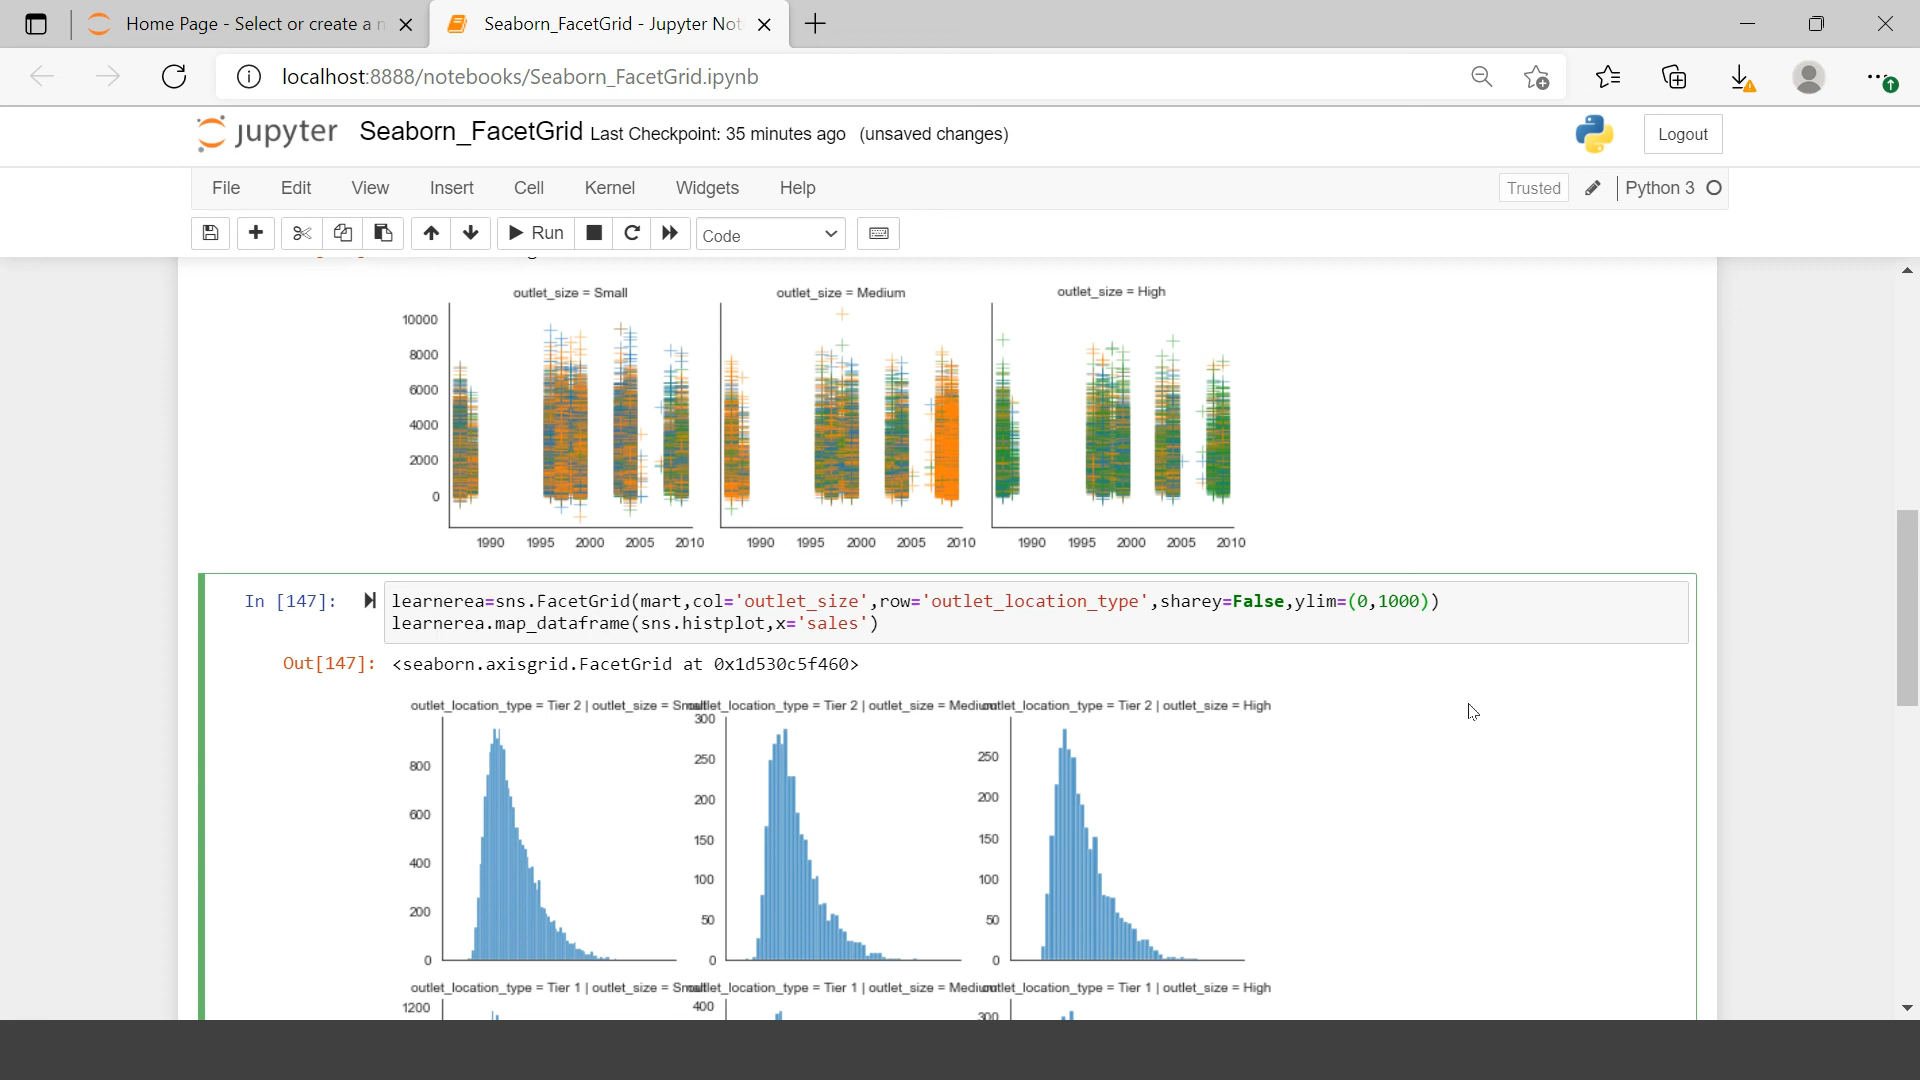 Home Page - Select or create a n
Seaborn_FacetGrid - Jupyter Not
localhost:8888/notebooks/Seaborn_FacetGrid.ipynb
jupyter Seaborn_FacetGrid Last Checkpoint: 35 minutes ago (unsaved changes) Logout
File Edit View Insert Cell Kernel Widgets Help Trusted Python 3
Run Code
outlet_size = Small outlet_size = Medium outlet_size = High
10000
8000
6000
4000
2000
0
1990 1995 2000 2005 2010 1990 1995 2000 2005 2010 1990 1995 2000 2005 2010
In [147]: learnerea=sns.FacetGrid(mart,col='outlet_size',row='outlet_location_type',sharey=False,ylim=(0,1000))
learnerea.map_dataframe(sns.histplot,x='sales')
Out[147]: <seaborn.axisgrid.FacetGrid at 0x1d530c5f460>
outlet_location_type = Tier 2 | outlet_size = Small outlet_location_type = Tier 2 | outlet_size = Medium outlet_location_type = Tier 2 | outlet_size = High
800
600
400
200
0
300
250
200
150
100
50
0
250
200
150
100
50
0
outlet_location_type = Tier 1 | outlet_size = Small outlet_location_type = Tier 1 | outlet_size = Medium outlet_location_type = Tier 1 | outlet_size = High
1200 400 300